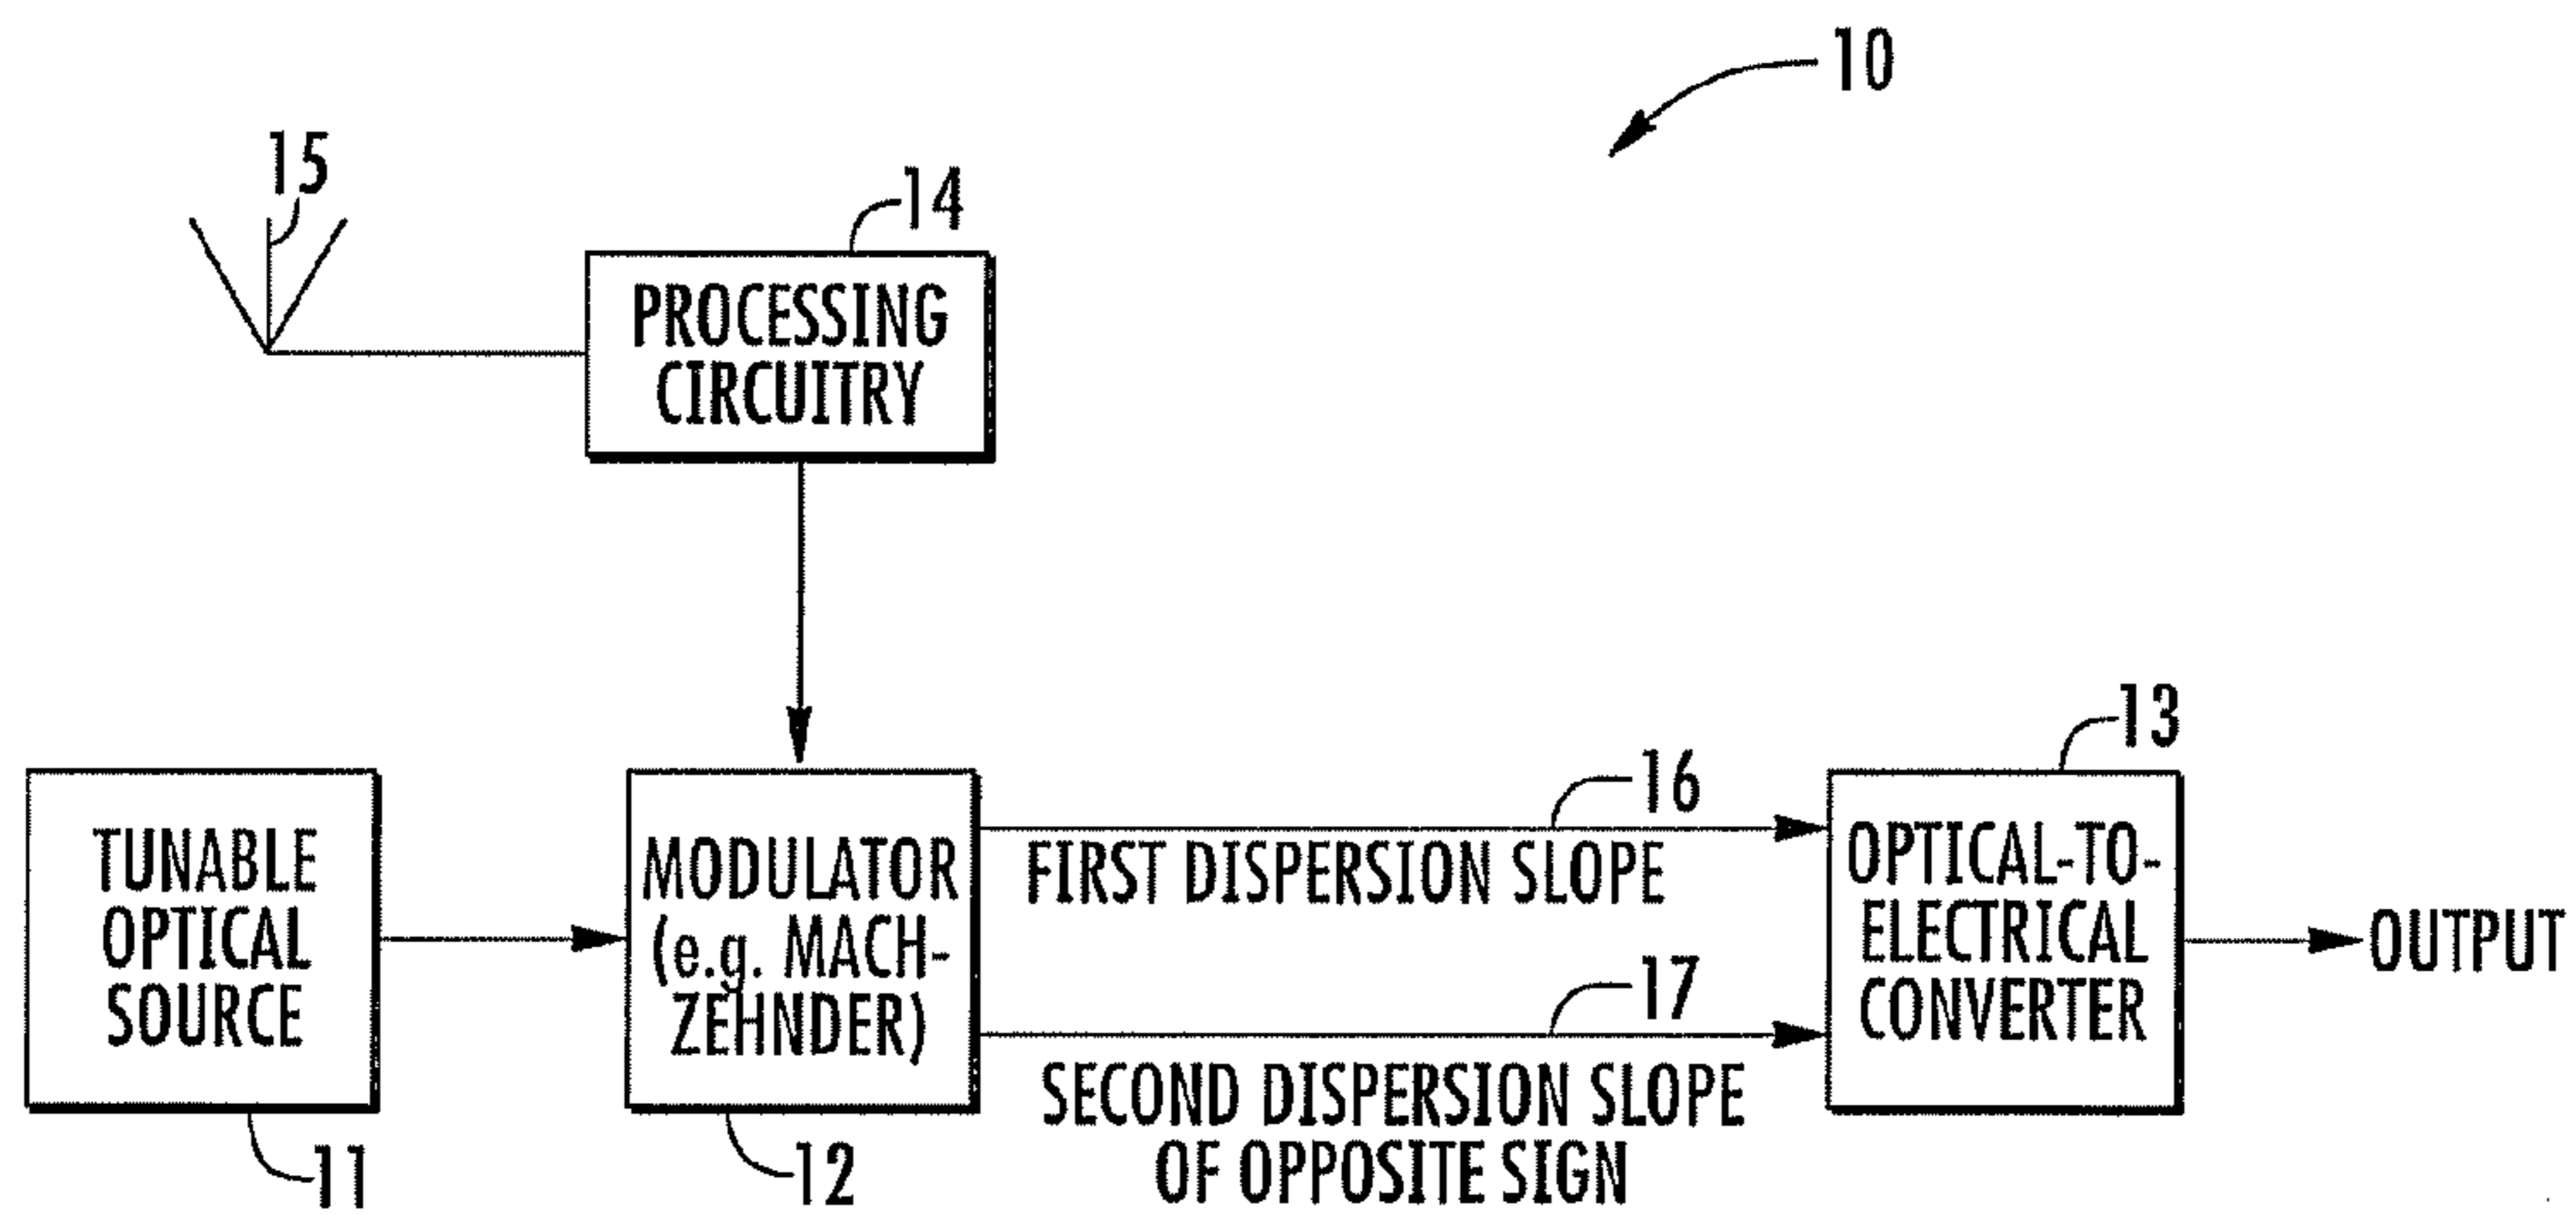 10
15
14
PROCESSING
CIRCUITRY
13
16
TUNABLE
OPTICAL
SOURCE
MODULATOR
(e.g. MACH-
ZEHNDER)
FIRST DISPERSION SLOPE
17
SECOND DISPERSION SLOPE
OF OPPOSITE SIGN
OPTICAL-TO-
ELECTRICAL
CONVERTER
OUTPUT
11
12